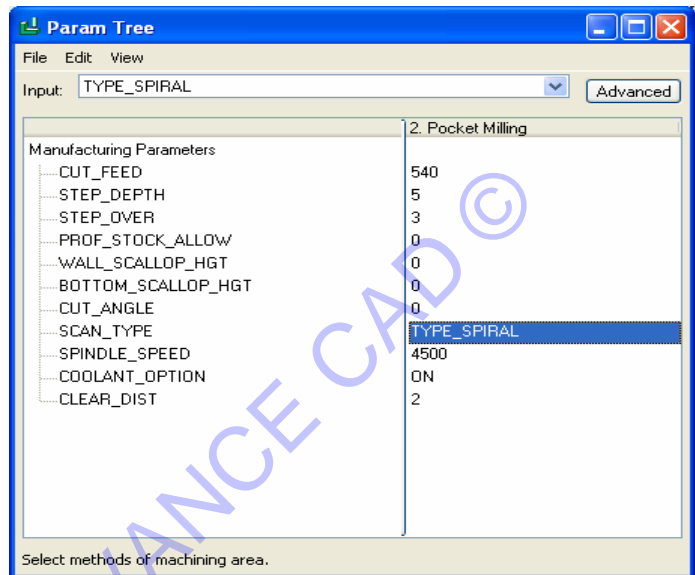 Param Tree
File Edit View
Input: TYPE_SPIRAL Advanced
2. Pocket Milling
Manufacturing Parameters
CUT_FEED 540
STEP_DEPTH 5
STEP_OVER 3
PROF_STOCK_ALLOW 0
WALL_SCALLOP_HGT 0
BOTTOM_SCALLOP_HGT 0
CUT_ANGLE 0
SCAN_TYPE TYPE_SPIRAL
SPINDLE_SPEED 4500
COOLANT_OPTION ON
CLEAR_DIST 2
Select methods of machining area.
VANCE CAD ©